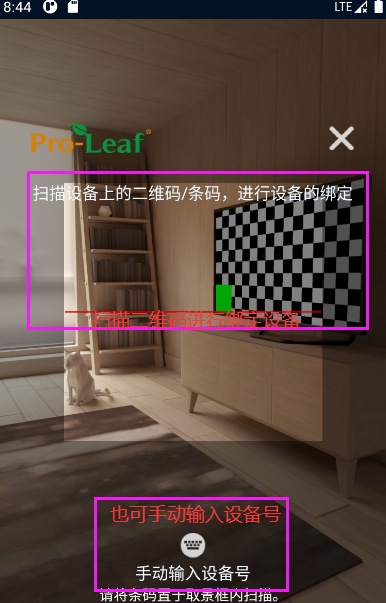 8:44
LTE
Pro-Leaf®
扫描设备上的二维码/条码，进行设备的绑定
扫描二维码进行绑定设备
也可手动输入设备号
手动输入设备号
请将条码置于取景框内扫描。